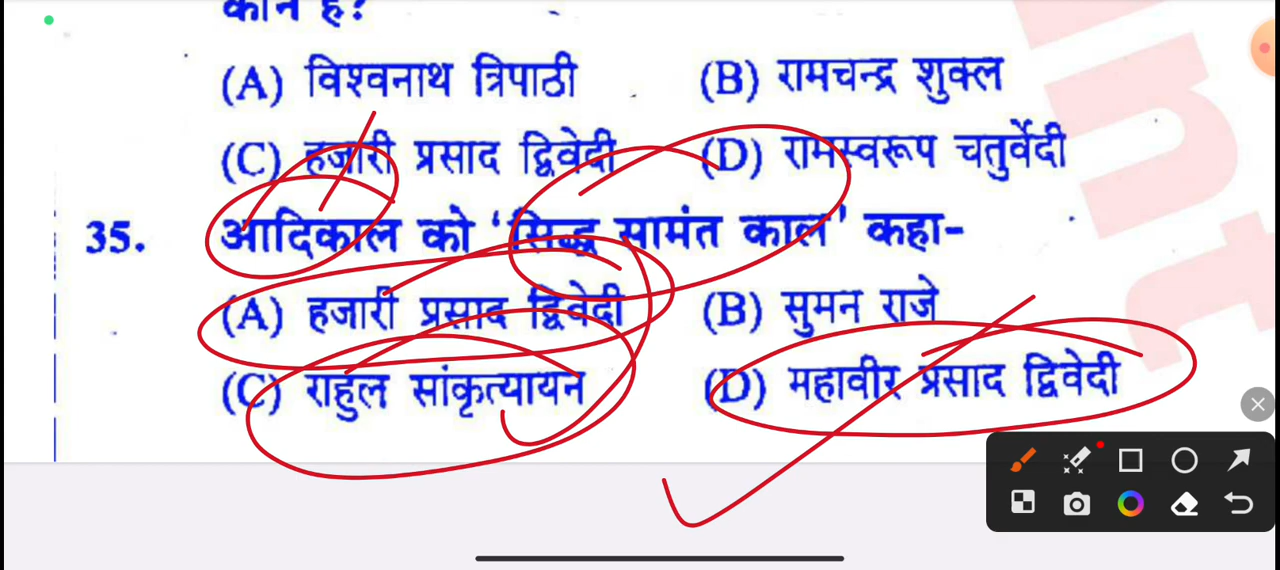 कौन है?
(A) विश्वनाथ त्रिपाठी (B) रामचन्द्र शुक्ल
(C) हजारी प्रसाद द्विवेदी (D) रामस्वरूप चतुर्वेदी
35. आदिकाल को 'सिद्ध सामंत काल' कहा-
(A) हजारी प्रसाद द्विवेदी (B) सुमन राजे
(C) राहुल सांकृत्यायन (D) महावीर प्रसाद द्विवेदी